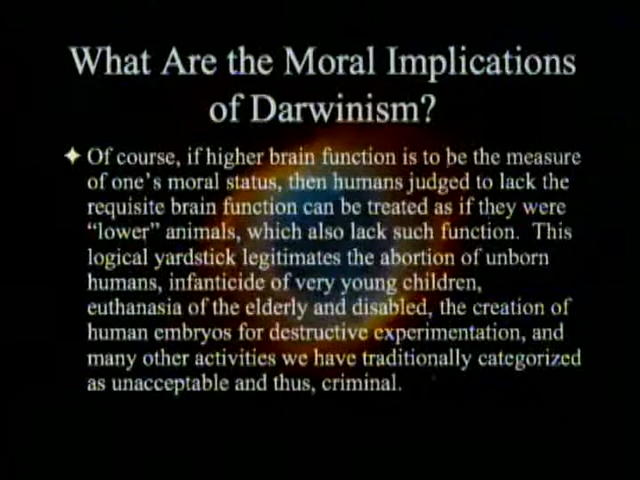 What Are the Moral Implications
of Darwinism?
Of course, if higher brain function is to be the measure
of one's moral status, then humans judged to lack the
requisite brain function can be treated as if they were
“lower” animals, which also lack such function. This
logical yardstick legitimates the abortion of unborn
humans, infanticide of very young children,
euthanasia of the elderly and disabled, the creation of
human embryos for destructive experimentation, and
many other activities we have traditionally categorized
as unacceptable and thus, criminal.